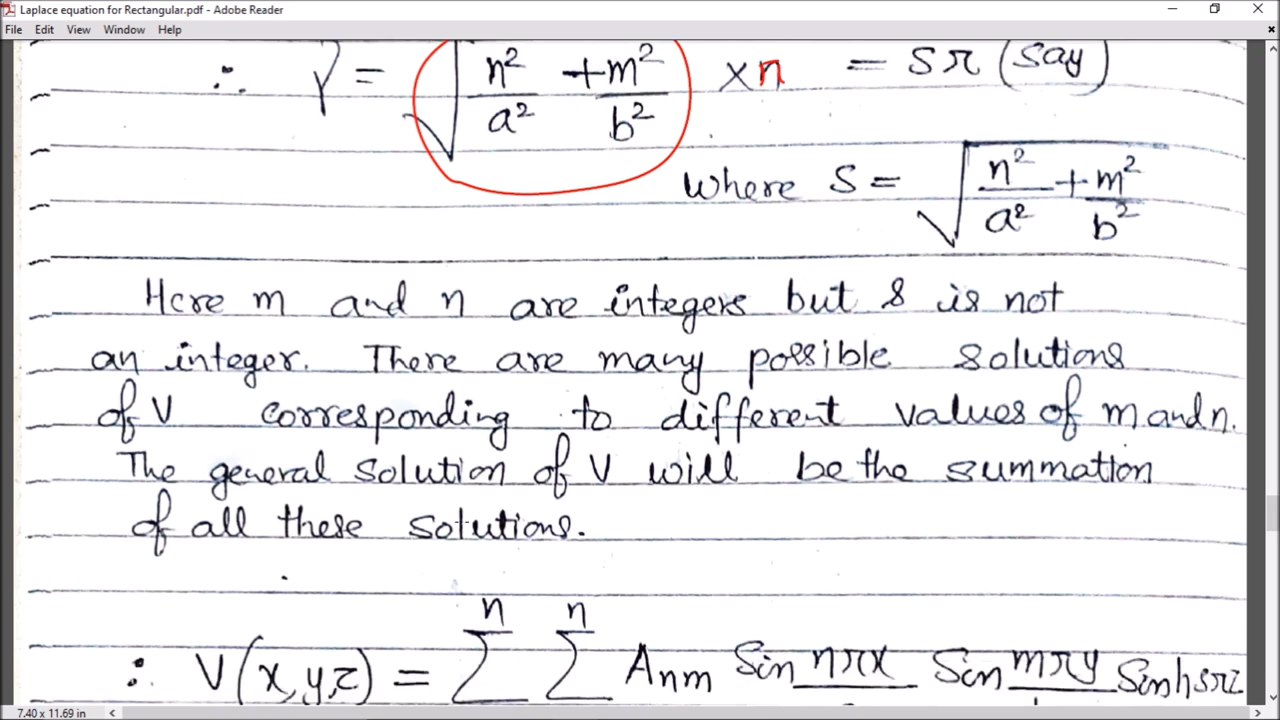 Laplace equation for Rectangular.pdf - Adobe Reader
File Edit View Window Help
∴ γ = √(n²/a² + m²/b²) × π = sπ (say)
where s = √(n²/a² + m²/b²)
Here m and n are integers but s is not
an integer. There are many possible solutions
of V corresponding to different values of m and n.
The general solution of V will be the summation
of all these solutions.
∴ V(x,y,z) = Σⁿ Σⁿ Anm Sin nπx Sin mπy Sinh sπz
7.40 x 11.69 in